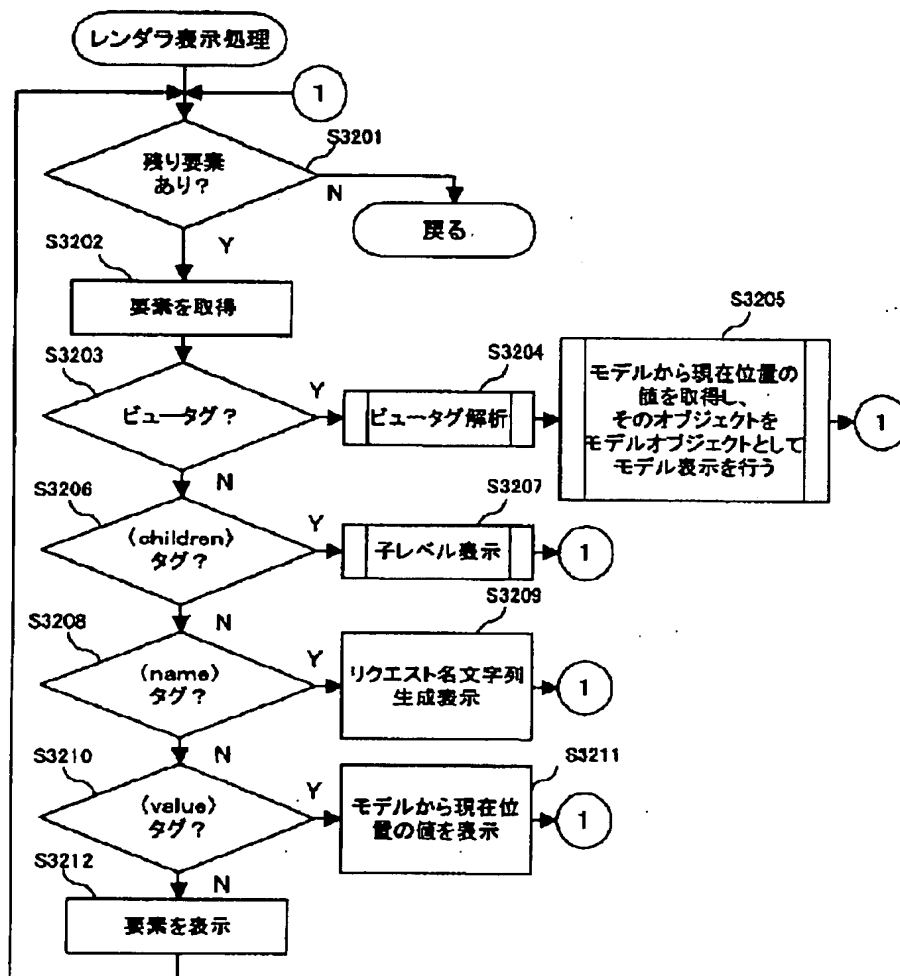 レンダラ表示処理
1
S3201
残り要素
あり?
N
戻る
Y
S3202
要素を取得
S3203
ビュータグ?
Y
S3204
ビュータグ解析
S3205
モデルから現在位置の
値を取得し、
そのオブジェクトを
モデルオブジェクトとして
モデル表示を行う
1
N
S3206
〈children〉
タグ?
Y
S3207
子レベル表示
1
N
S3208
〈name〉
タグ?
Y
S3209
リクエスト名文字列
生成表示
1
N
S3210
〈value〉
タグ?
Y
S3211
モデルから現在位
置の値を表示
1
N
S3212
要素を表示